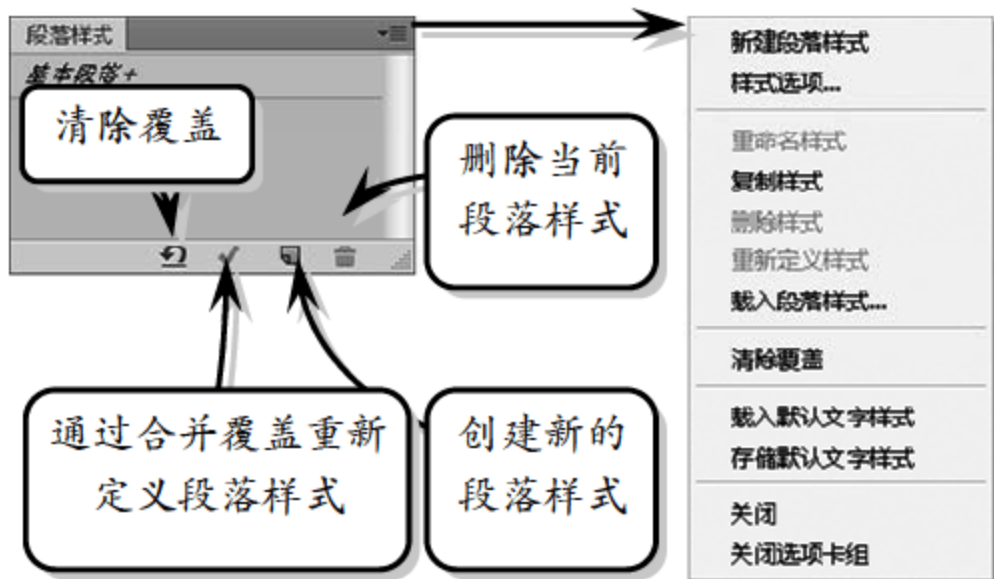 段落样式
基本段落+
清除覆盖
删除当前
段落样式
通过合并覆盖重新
定义段落样式
创建新的
段落样式
新建段落样式
样式选项...
重命名样式
复制样式
删除样式
重新定义样式
载入段落样式...
清除覆盖
载入默认文字样式
存储默认文字样式
关闭
关闭选项卡组